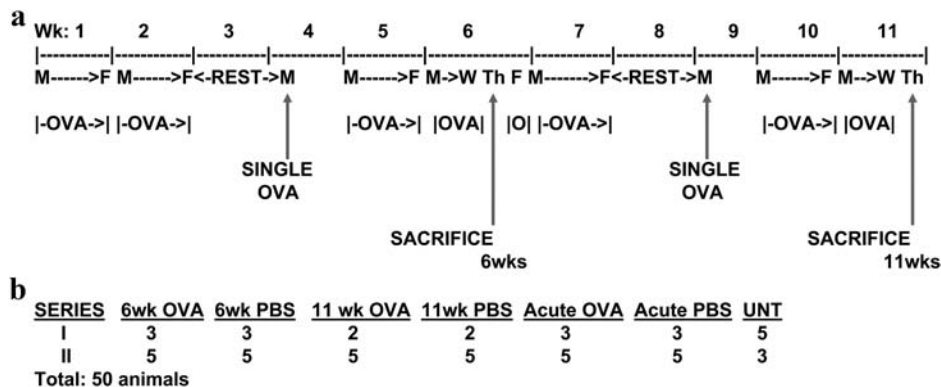 a
Wk: 1 2 3 4 5 6 7 8 9 10 11
|-----------|-----------|-----------|-----------|-----------|-----------|-----------|-----------|-----------|-----------|-----------|
M------>F M------>F<-REST->M M------>F M->W Th F M------->F<-REST->M M------>F M-->W Th
|-OVA->| |-OVA->| |-OVA->| |OVA| |O| |-OVA->| |-OVA->| |OVA|
SINGLE SINGLE
OVA OVA
SACRIFICE SACRIFICE
6wks 11wks
b
SERIES 6wk OVA 6wk PBS 11 wk OVA 11wk PBS Acute OVA Acute PBS UNT
I 3 3 2 2 3 3 5
II 5 5 5 5 5 5 3
Total: 50 animals